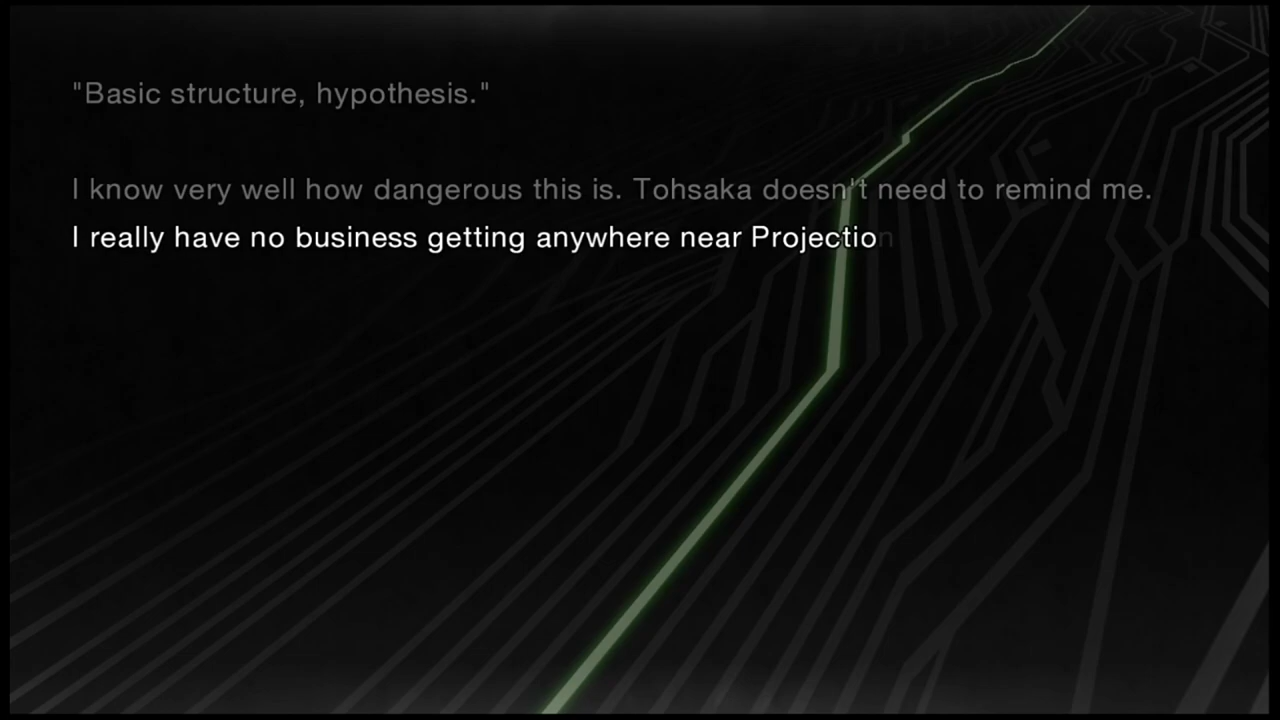 "Basic structure, hypothesis."
I know very well how dangerous this is. Tohsaka doesn't need to remind me.
I really have no business getting anywhere near Projection